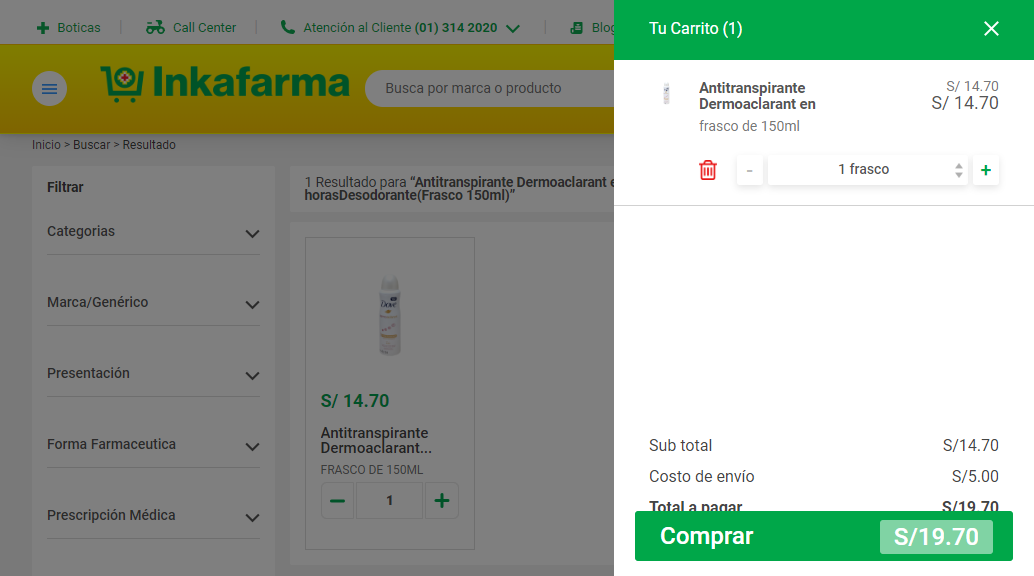 Boticas
Call Center
Atención al Cliente (01) 314 2020
Blog
Tu Carrito (1)
Inkafarma
Busca por marca o producto
Antitranspirante
Dermoaclarant en
frasco de 150ml
S/ 14.70
S/ 14.70
- 1 frasco +
Inicio > Buscar > Resultado
Filtrar
Categorias
Marca/Genérico
Presentación
Forma Farmaceutica
Prescripción Médica
1 Resultado para “Antitranspirante Dermoaclarant e
horasDesodorante(Frasco 150ml)”
Dove
S/ 14.70
Antitranspirante
Dermoaclarant...
FRASCO DE 150ML
− 1 +
Sub total S/14.70
Costo de envío S/5.00
Total a pagar S/19.70
Comprar S/19.70